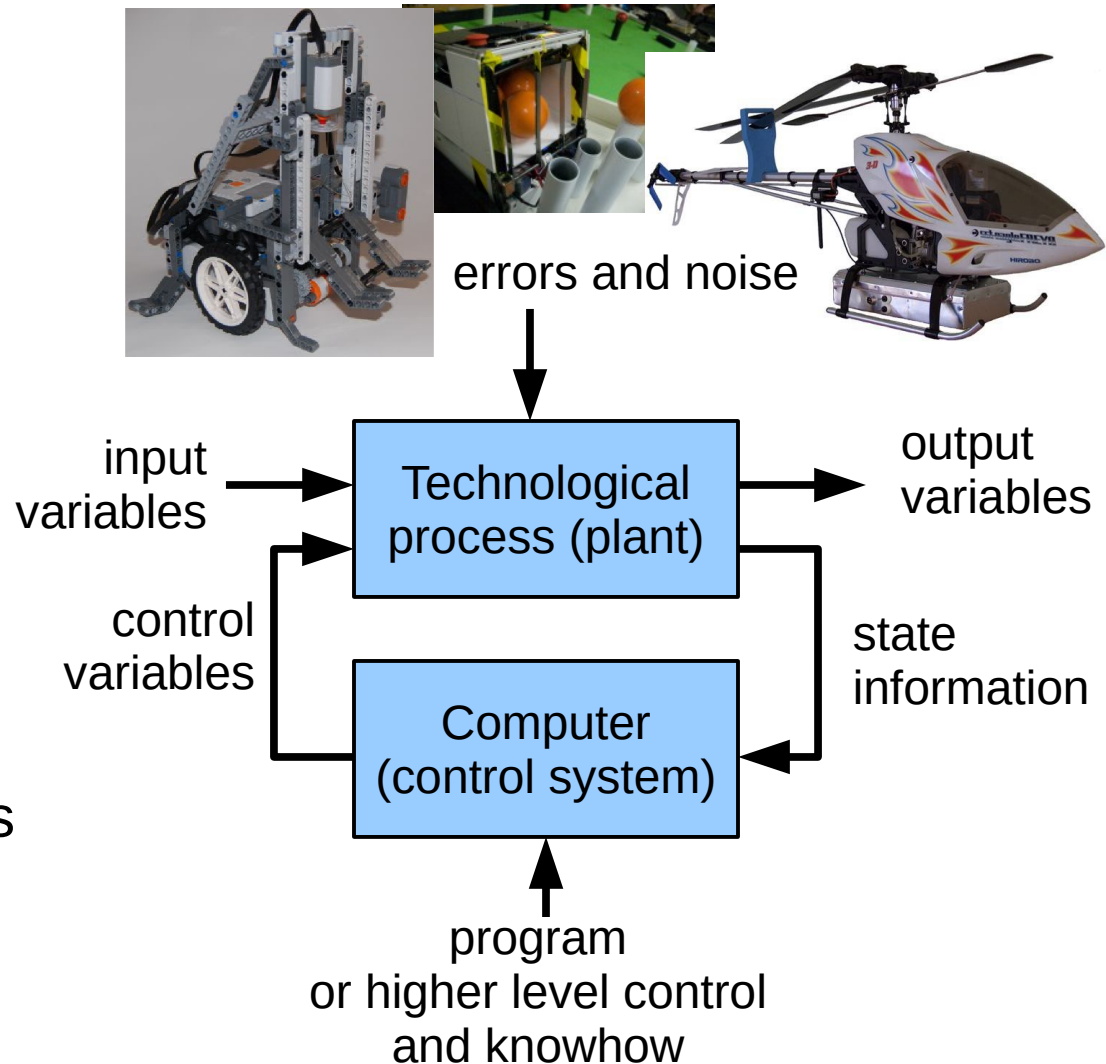 errors and noise
input
variables
Technological
process (plant)
output
variables
control
variables
state
information
Computer
(control system)
s
program
or higher level control
and knowhow